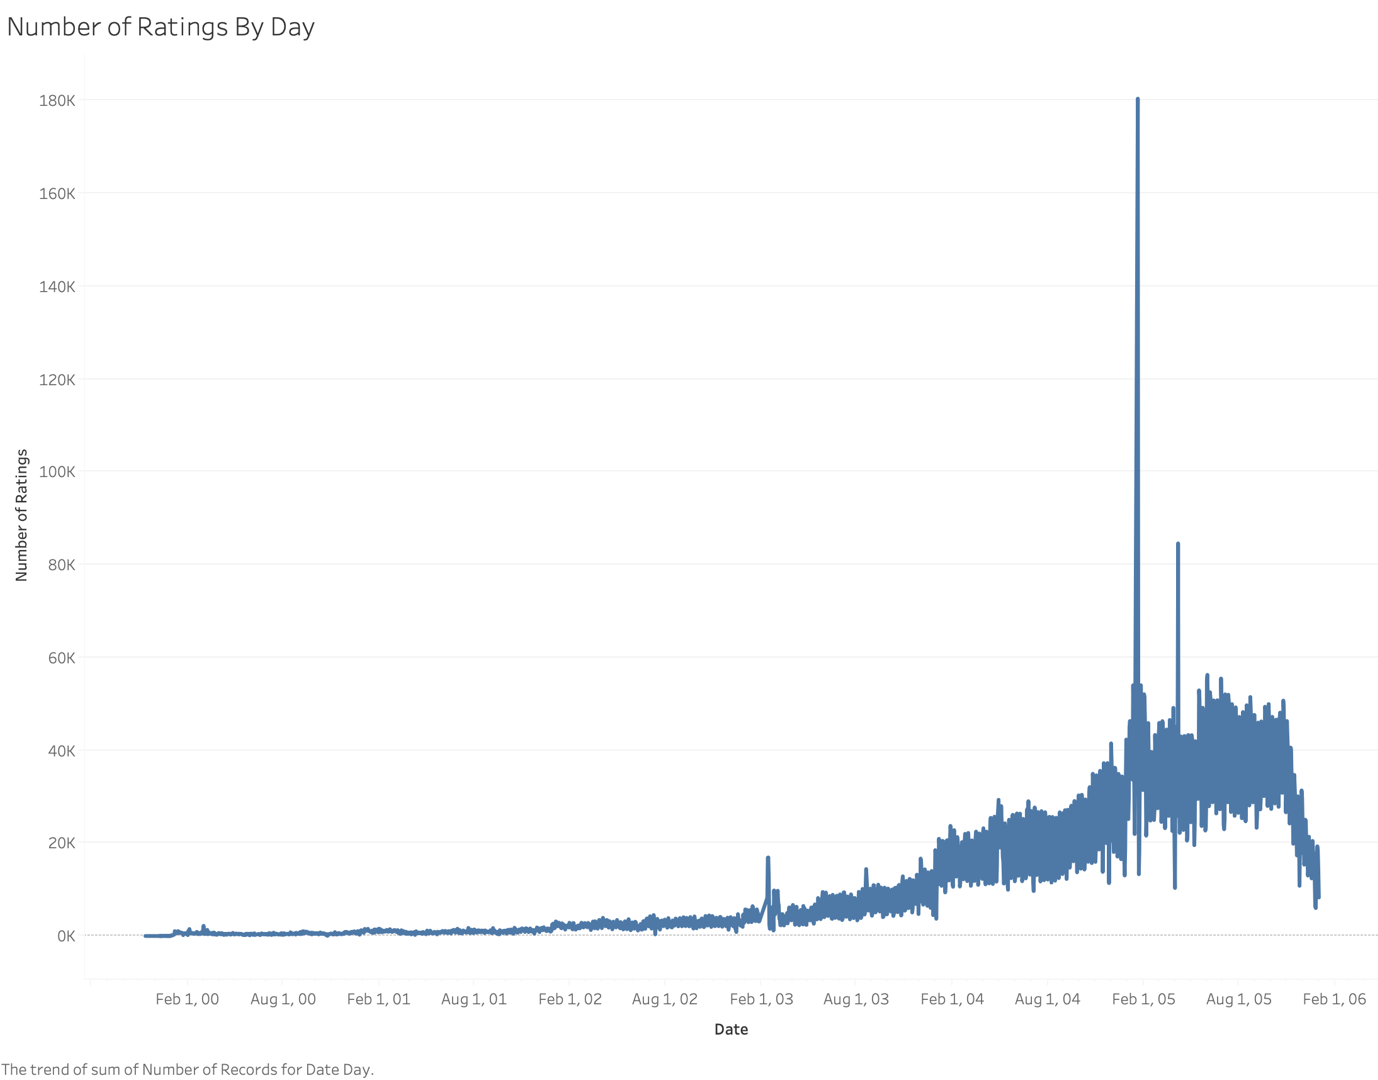 Number of Ratings By Day
180K
160K
140K
120K
100K
80K
60K
40K
20K
0K
Number of Ratings
Feb 1, 00 Aug 1, 00 Feb 1, 01 Aug 1, 01 Feb 1, 02 Aug 1, 02 Feb 1, 03 Aug 1, 03 Feb 1, 04 Aug 1, 04 Feb 1, 05 Aug 1, 05 Feb 1, 06
Date
The trend of sum of Number of Records for Date Day.